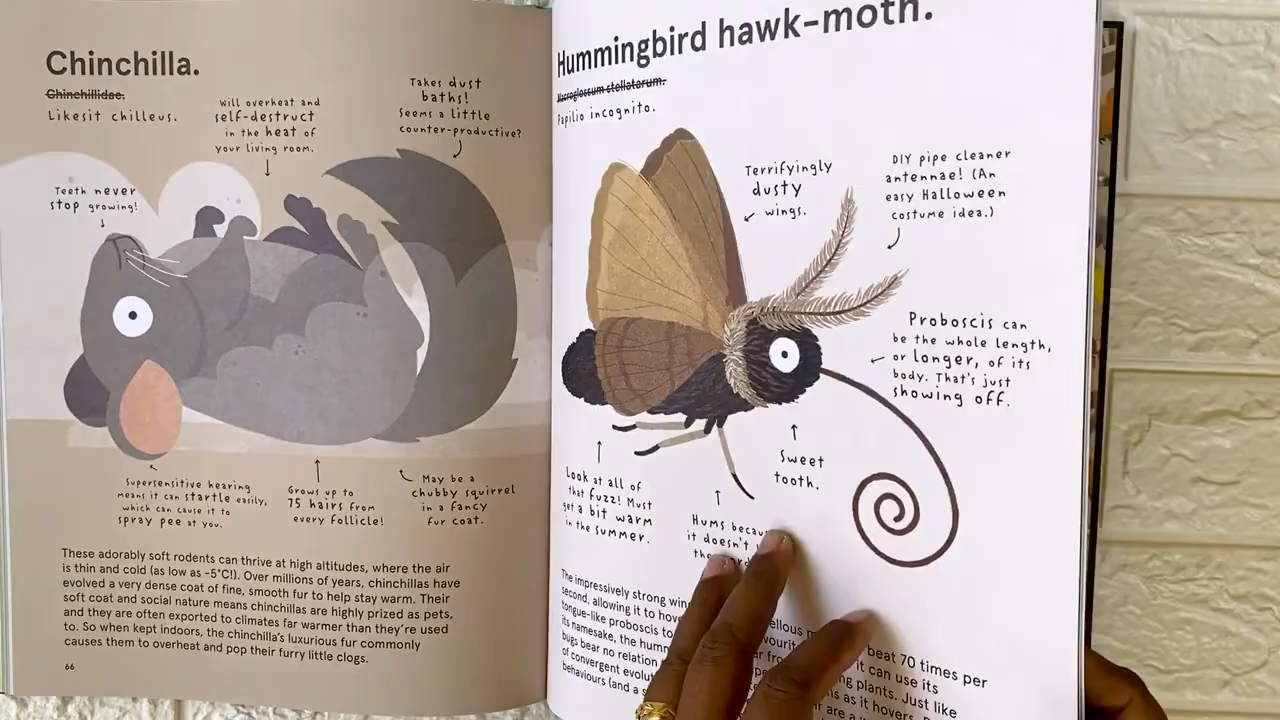 Chinchilla.
Chinchillidae.
Likesit chilleus.
Will overheat and
self-destruct
in the heat of
your living room.
Takes dust
baths!
Seems a little
counter-productive?
Teeth never
stop growing!
Supersensitive hearing
means it can startle easily,
which can cause it to
spray pee at you.
Grows up to
75 hairs from
every follicle!
May be a
chubby squirrel
in a fancy
fur coat.
These adorably soft rodents can thrive at high altitudes, where the air
is thin and cold (as low as -5°C!). Over millions of years, chinchillas have
evolved a very dense coat of fine, smooth fur to help stay warm. Their
soft coat and social nature means chinchillas are highly prized as pets,
and they are often exported to climates far warmer than they're used
to. So when kept indoors, the chinchilla's luxurious fur commonly
causes them to overheat and pop their furry little clogs.
66
Hummingbird hawk-moth.
Macroglossum stellatarum.
Papilio incognito.
Terrifyingly
dusty
wings.
DIY pipe cleaner
antennae! (An
easy Halloween
costume idea.)
Proboscis can
be the whole length,
or longer, of its
body. That's just
showing off.
Sweet
tooth.
Look at all of
that fuzz! Must
get a bit warm
in the summer.
Hums
it doesn't
The impressively strong beat 70 times per
second, allowing it to it can use its
tongue-like proboscis to plants. Just like
its namesake, the as it hovers.
bugs bear no relation are a
of convergent
behaviours (and a